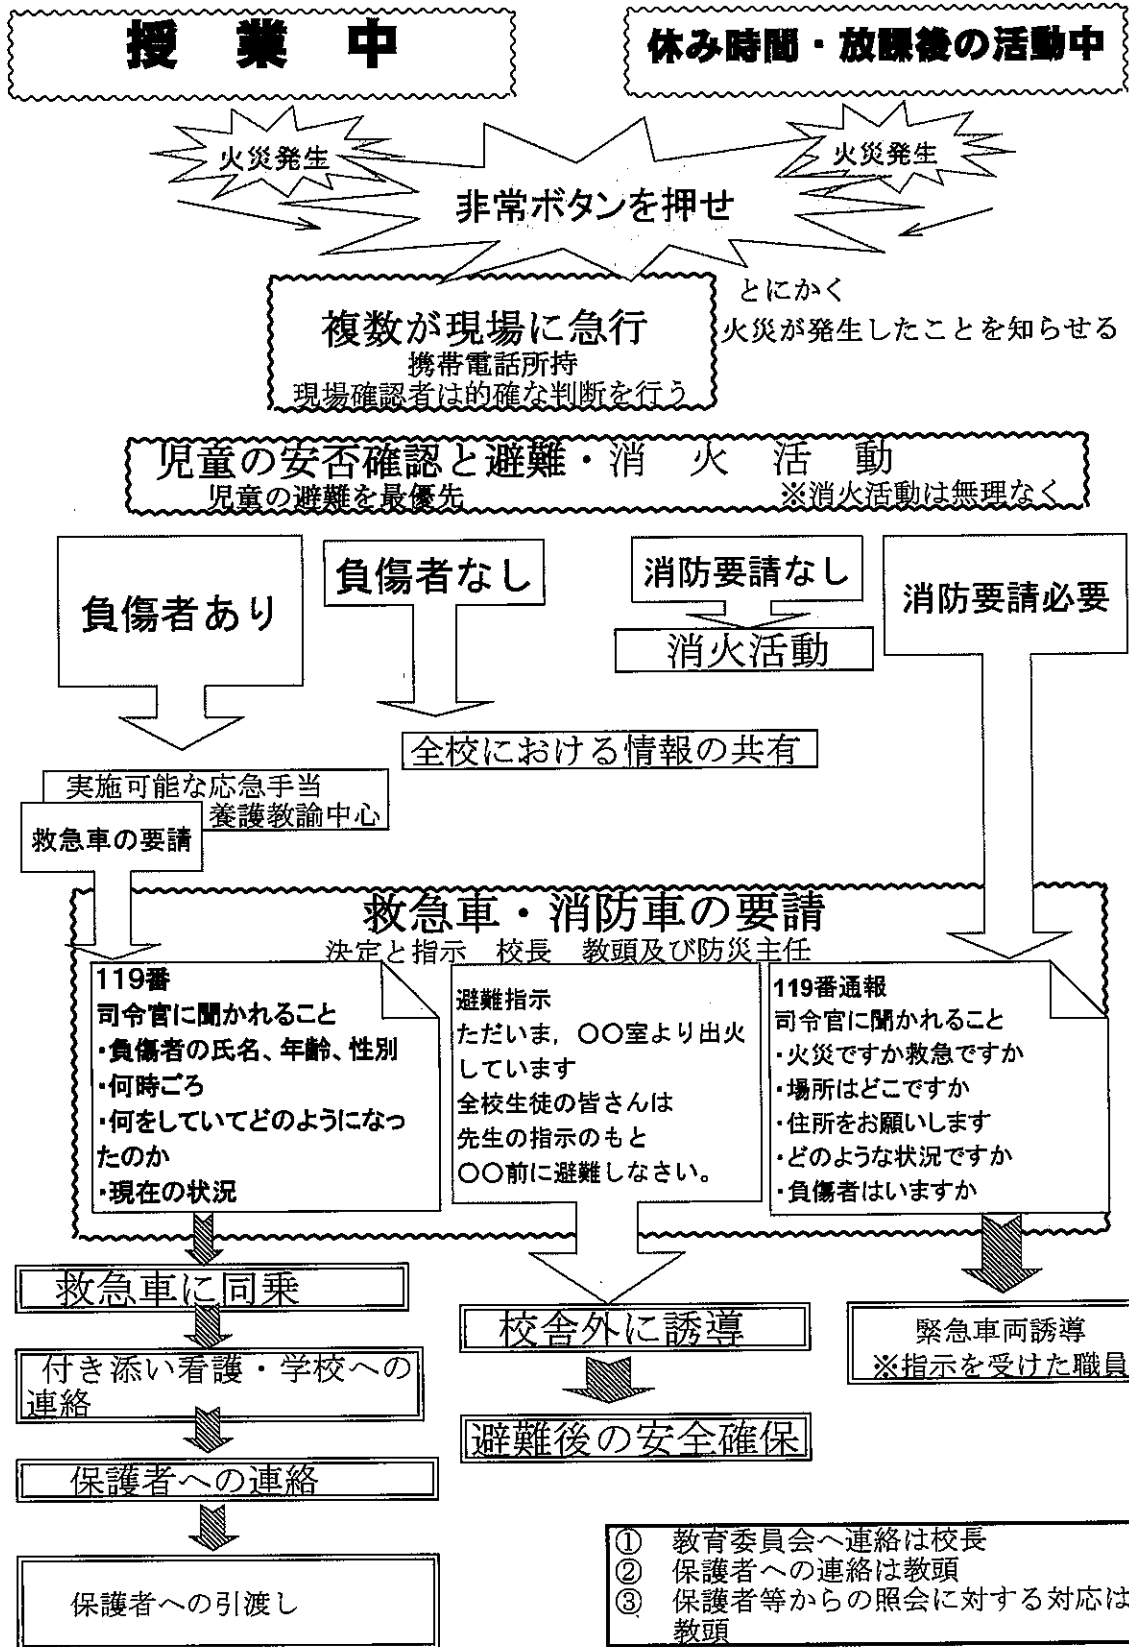 授業中
休み時間・放課後の活動中
火災発生
火災発生
非常ボタンを押せ
とにかく
火災が発生したことを知らせる
複数が現場に急行
携帯電話所持
現場確認者は的確な判断を行う
児童の安否確認と避難・消　火　活　動
児童の避難を最優先
※消火活動は無理なく
負傷者あり
負傷者なし
消防要請なし
消防要請必要
消火活動
全校における情報の共有
実施可能な応急手当
養護教諭中心
救急車の要請
救急車・消防車の要請
決定と指示　校長　教頭及び防災主任
119番
司令官に聞かれること
・負傷者の氏名、年齢、性別
・何時ごろ
・何をしていてどのようになっ
たのか
・現在の状況
避難指示
ただいま，〇〇室より出火
しています
全校生徒の皆さんは
先生の指示のもと
〇〇前に避難しなさい。
119番通報
司令官に聞かれること
・火災ですか救急ですか
・場所はどこですか
・住所をお願いします
・どのような状況ですか
・負傷者はいますか
救急車に同乗
付き添い看護・学校への
連絡
保護者への連絡
保護者への引渡し
校舎外に誘導
避難後の安全確保
緊急車両誘導
※指示を受けた職員
①　教育委員会へ連絡は校長
②　保護者への連絡は教頭
③　保護者等からの照会に対する対応は
教頭